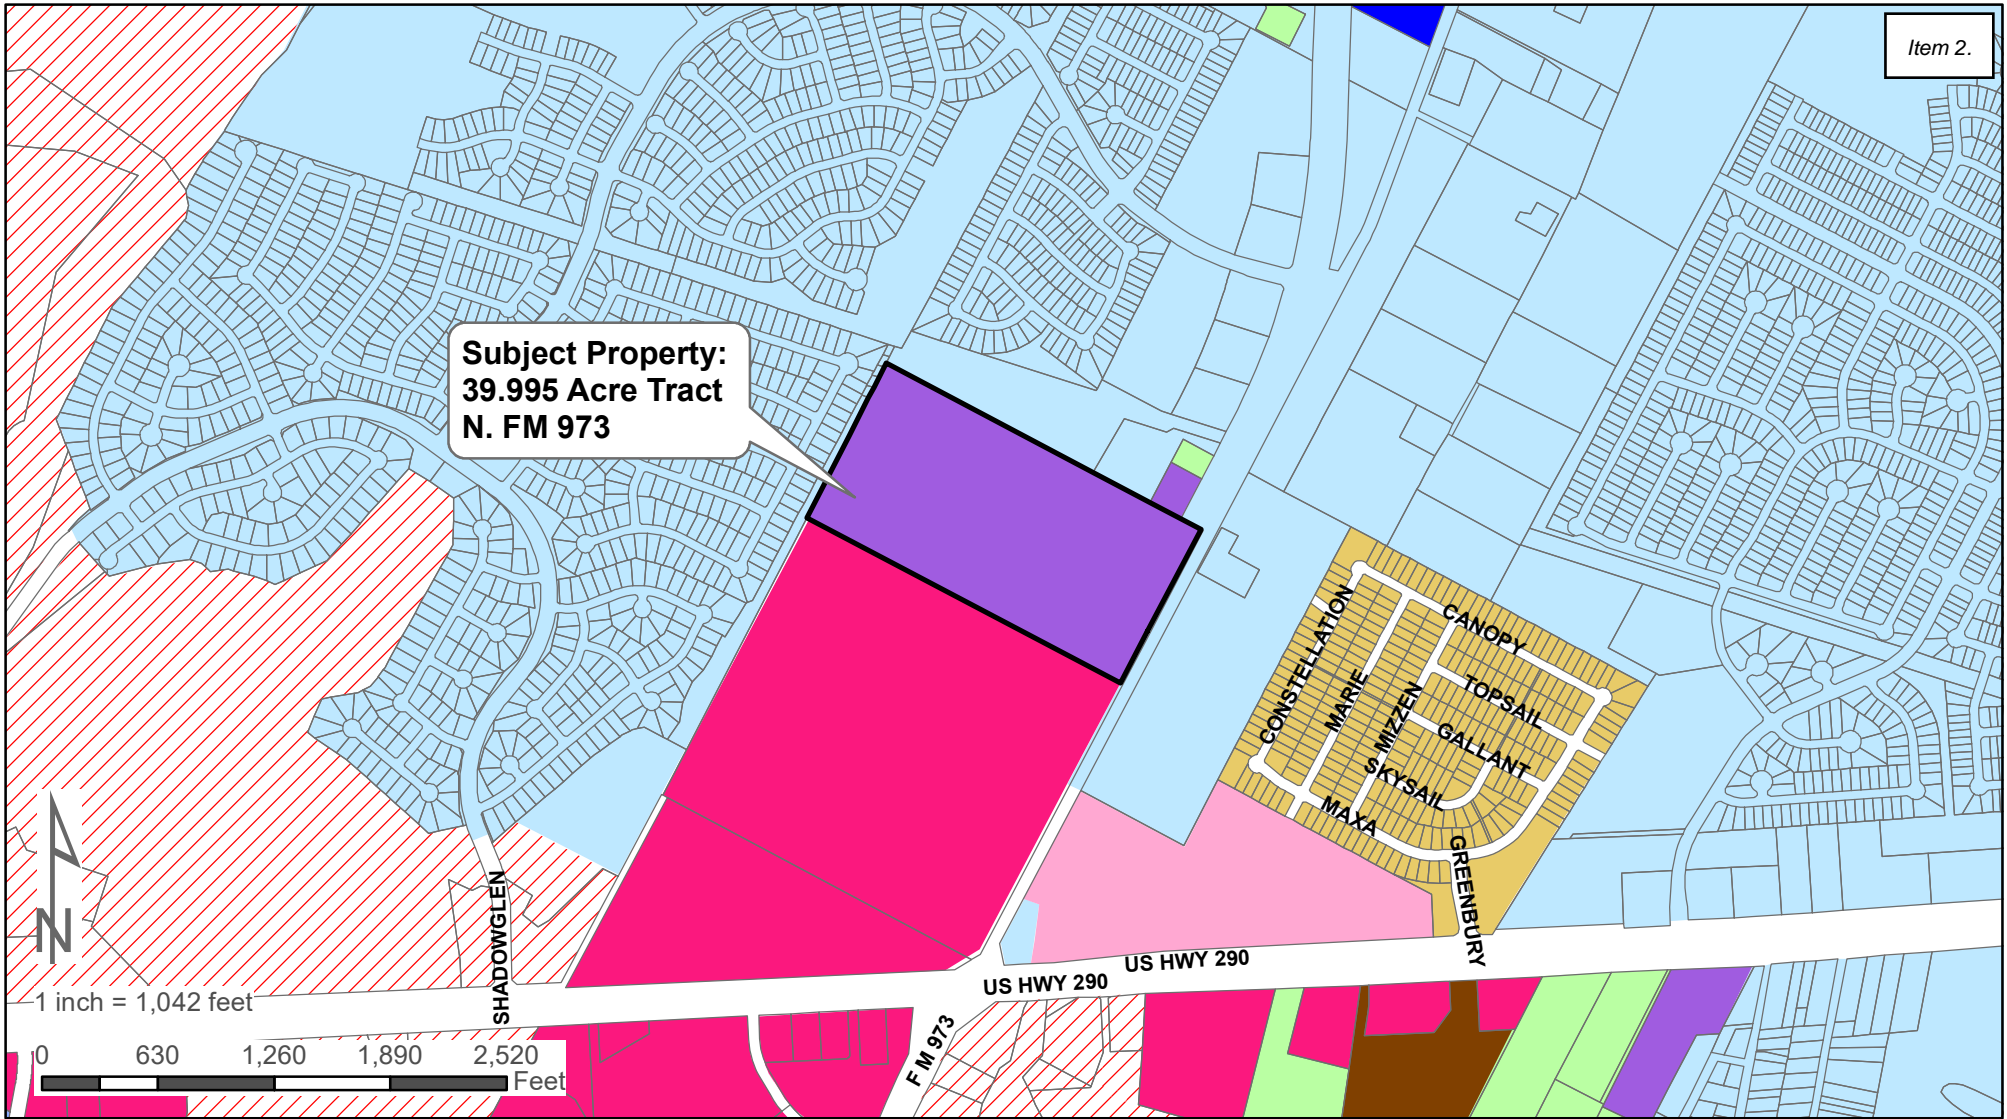 Item 2.
Subject Property:
39.995 Acre Tract
N. FM 973
CONSTELLATION
MARIE
MIZZEN
CANOPY
TOPSAIL
GALLANT
SKYSAIL
MAXA
GREENBURY
SHADOWGLEN
US HWY 290
US HWY 290
F M 973
N
1 inch = 1,042 feet
0 630 1,260 1,890 2,520
Feet